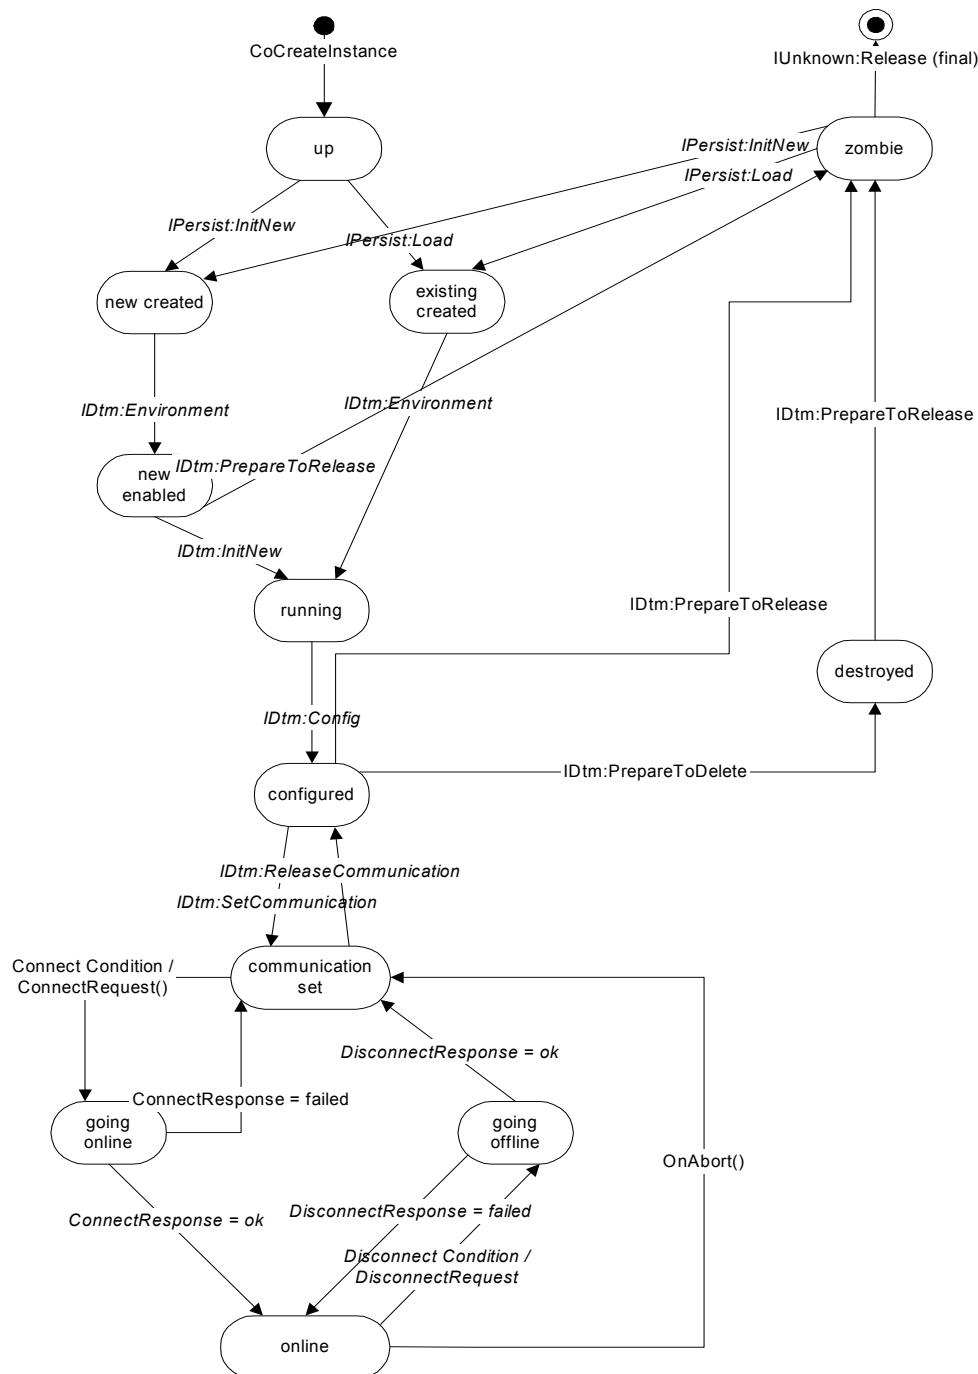 CoCreateInstance
IUnknown:Release (final)
up
IPersist:InitNew
zombie
IPersist:Load
IPersist:InitNew
IPersist:Load
new created
existing
created
IDtm:Environment
IDtm:Environment
IDtm:PrepareToRelease
new
enabled
IDtm:PrepareToRelease
IDtm:InitNew
running
IDtm:PrepareToRelease
destroyed
IDtm:Config
IDtm:PrepareToDelete
configured
IDtm:ReleaseCommunication
IDtm:SetCommunication
Connect Condition /
ConnectRequest()
communication
set
DisconnectResponse = ok
ConnectResponse = failed
going
online
going
offline
OnAbort()
ConnectResponse = ok
DisconnectResponse = failed
Disconnect Condition /
DisconnectRequest
online